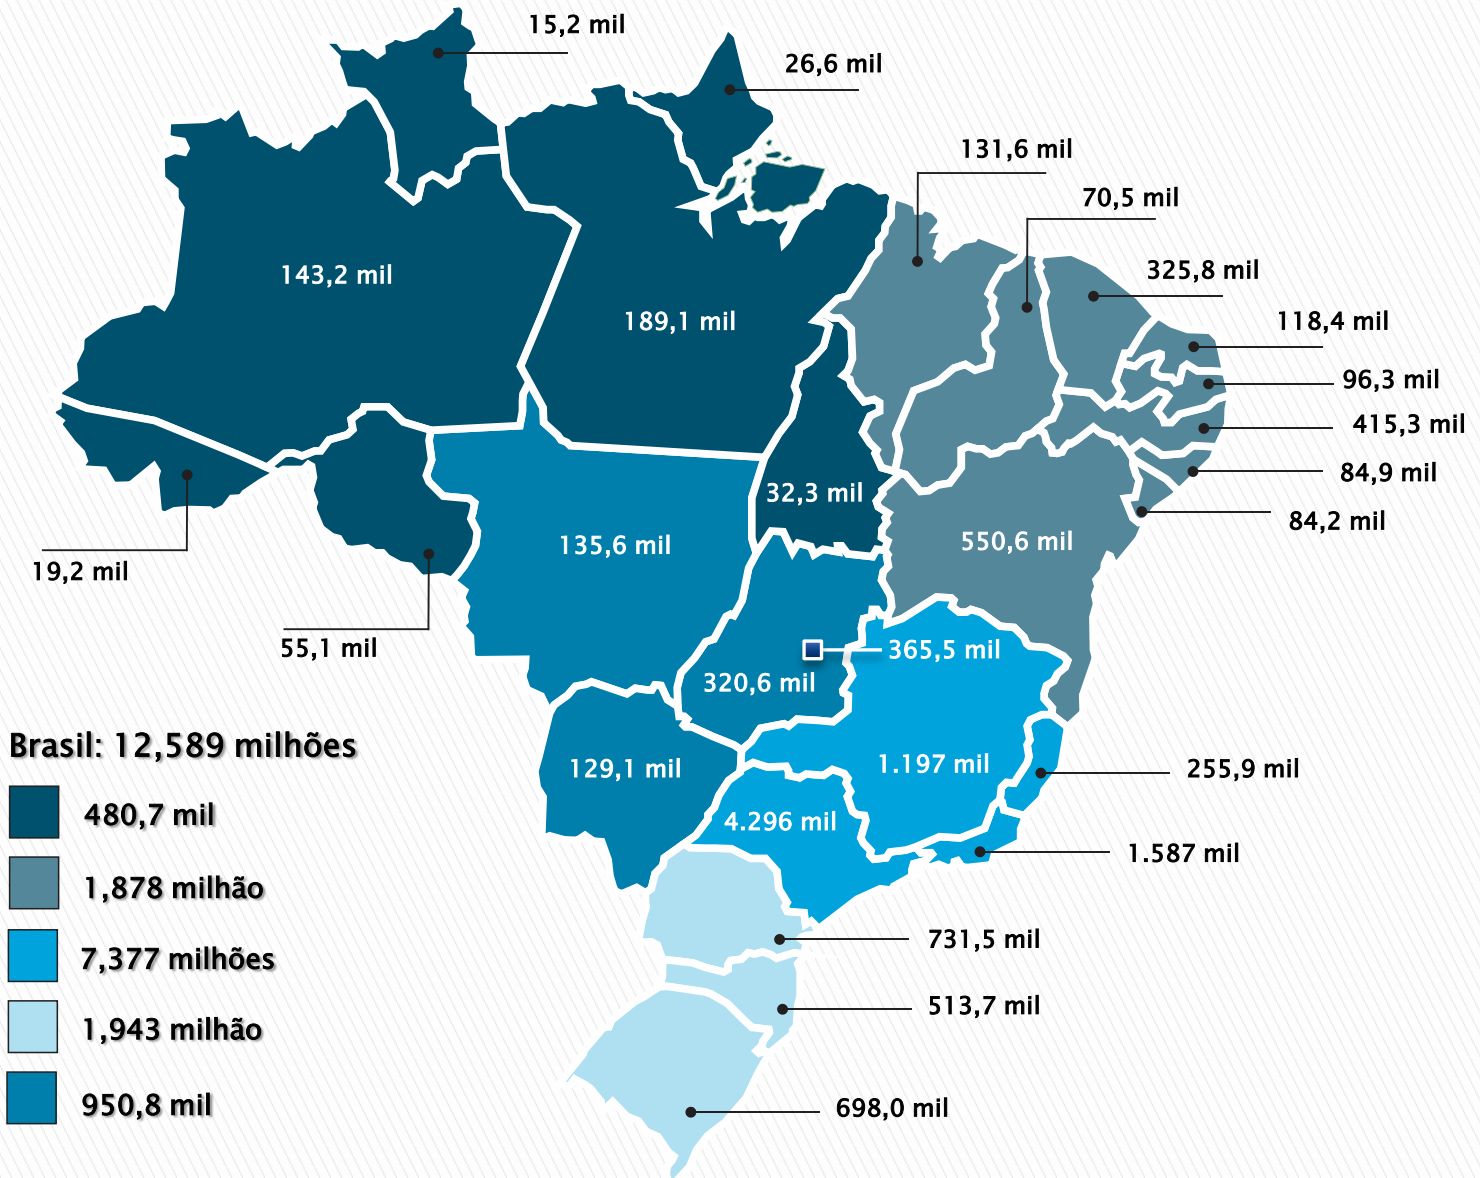 15,2 mil
26,6 mil
131,6 mil
70,5 mil
143,2 mil
325,8 mil
189,1 mil
118,4 mil
96,3 mil
415,3 mil
84,9 mil
32,3 mil
84,2 mil
135,6 mil
550,6 mil
19,2 mil
55,1 mil
365,5 mil
320,6 mil
Brasil: 12,589 milhões
129,1 mil
1.197 mil
255,9 mil
480,7 mil
4.296 mil
1.587 mil
1,878 milhão
731,5 mil
7,377 milhões
513,7 mil
1,943 milhão
950,8 mil
698,0 mil